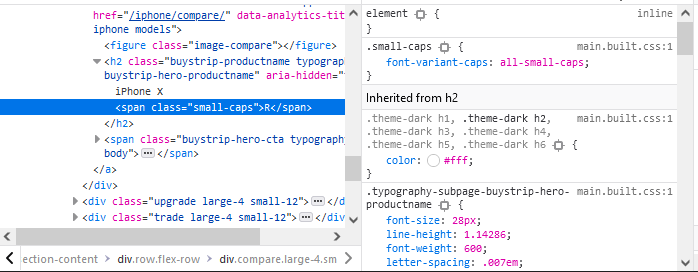 href="/iphone/compare/" data-analytics-tit
iphone models">
<figure class="image-compare"></figure>
<h2 class="buystrip-productname typograp
buystrip-hero-productname" aria-hidden="
iPhone X
<span class="small-caps">R</span>
</h2>
<span class="buystrip-hero-cta typography
body"> </span>
</a>
</div>
<div class="upgrade large-4 small-12"> </div>
<div class="trade large-4 small-12"> </div>
ection-content > div.row.flex-row > div.compare.large-4.sm
element { inline
}
.small-caps { main.built.css:1
font-variant-caps: all-small-caps;
}
Inherited from h2
.theme-dark h1, .theme-dark h2, main.built.css:1
.theme-dark h3, .theme-dark h4,
.theme-dark h5, .theme-dark h6 {
color: #fff;
}
.typography-subpage-buystrip-hero- main.built.css:1
productname {
font-size: 28px;
line-height: 1.14286;
font-weight: 600;
letter-spacing: .007em;